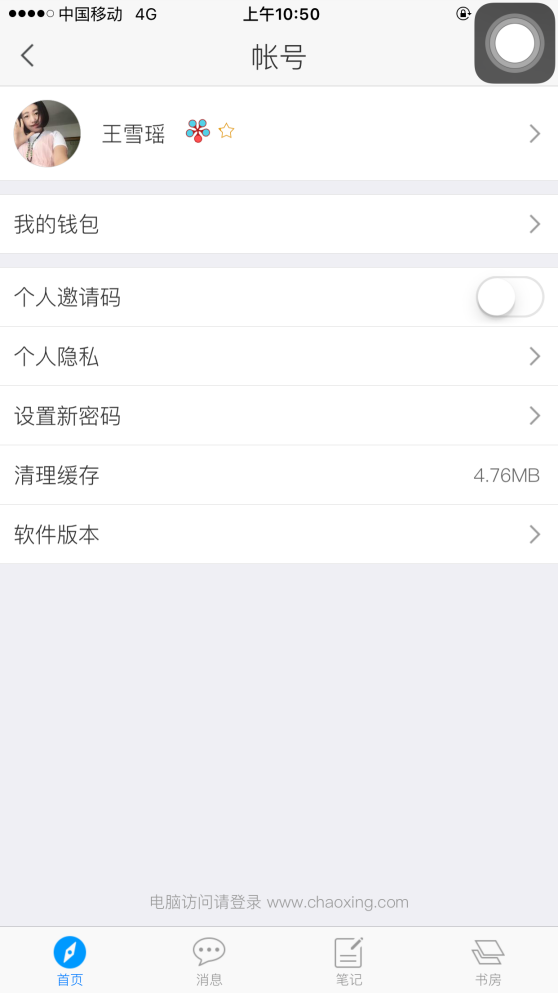 中国移动 4G 上午10:50
帐号
王雪瑶
我的钱包
个人邀请码
个人隐私
设置新密码
清理缓存 4.76MB
软件版本
电脑访问请登录 www.chaoxing.com
首页 消息 笔记 书房